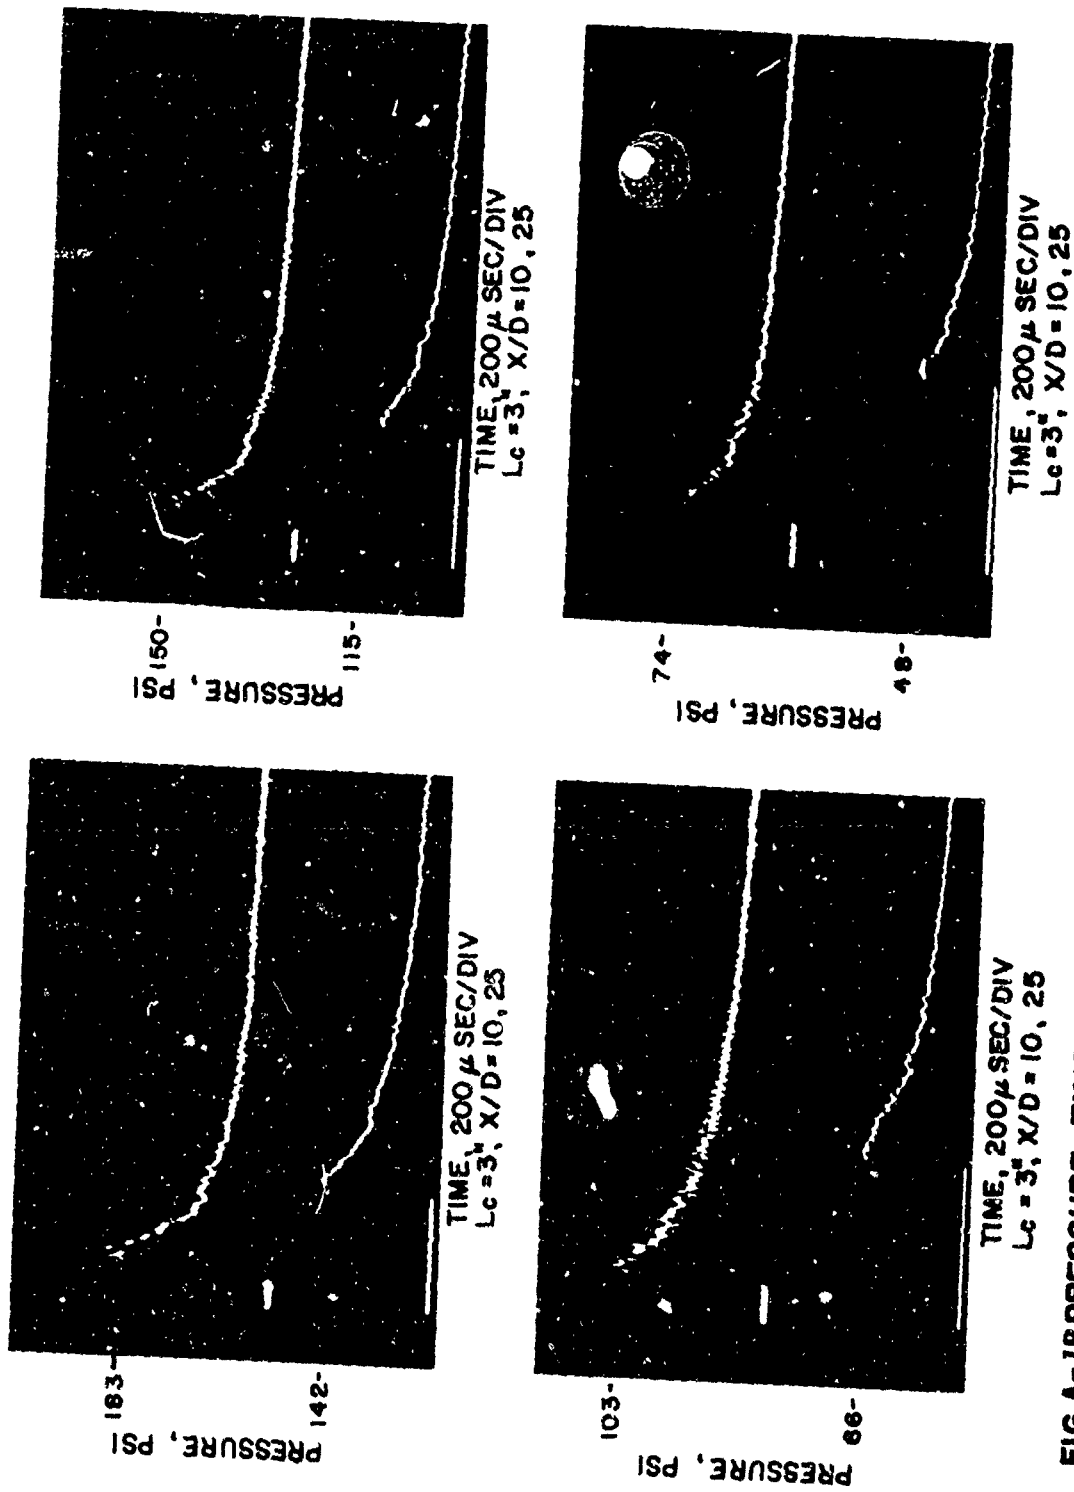 PRESSURE, PSI
183-
142-
TIME, 200μ SEC/DIV
Lc = 3", X/D = 10, 25
PRESSURE, PSI
150-
115-
TIME, 200μ SEC/DIV
Lc = 3", X/D = 10, 25
PRESSURE, PSI
103-
66-
TIME, 200μ SEC/DIV
Lc = 3", X/D = 10, 25
PRESSURE, PSI
74-
48-
TIME, 200μ SEC/DIV
Lc = 3", X/D = 10, 25